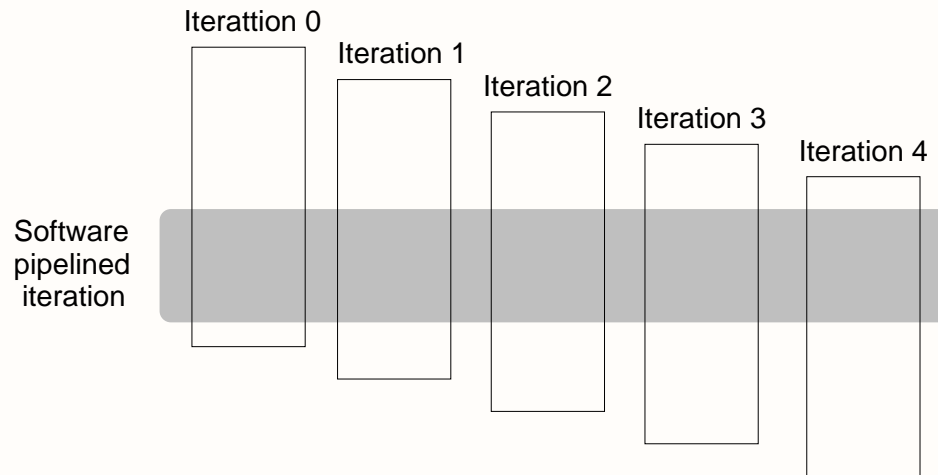 Iterattion 0
Iteration 1
Iteration 2
Iteration 3
Iteration 4
Software
pipelined
iteration